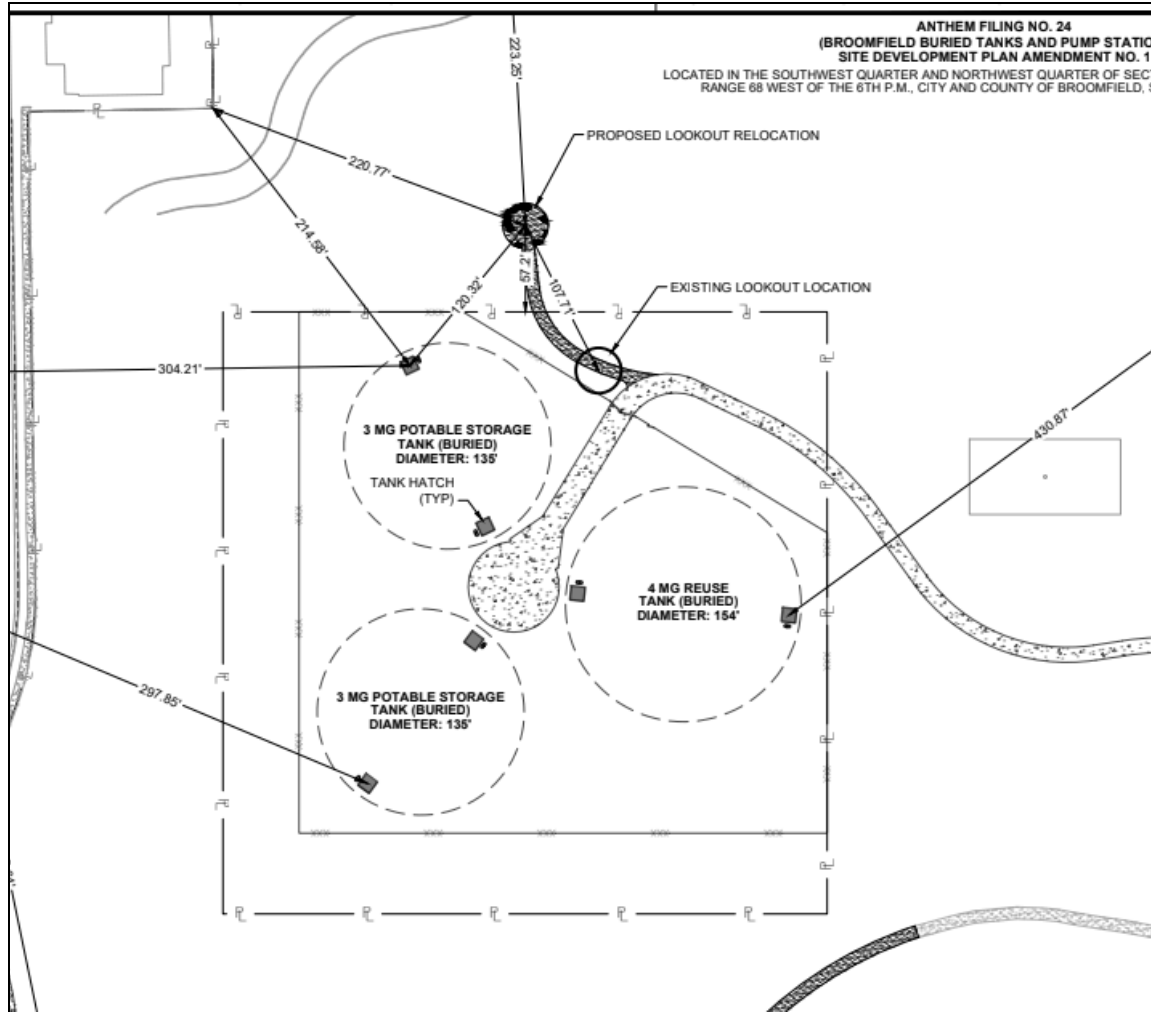 ANTHEM FILING NO. 24
(BROOMFIELD BURIED TANKS AND PUMP STATIO
SITE DEVELOPMENT PLAN AMENDMENT NO. 1
LOCATED IN THE SOUTHWEST QUARTER AND NORTHWEST QUARTER OF SEC
RANGE 68 WEST OF THE 6TH P.M., CITY AND COUNTY OF BROOMFIELD,
223.25'
PROPOSED LOOKOUT RELOCATION
220.77'
214.58'
120.32'
57.2'
107.71'
EXISTING LOOKOUT LOCATION
304.21'
430.87'
3 MG POTABLE STORAGE
TANK (BURIED)
DIAMETER: 135'
TANK HATCH
(TYP)
4 MG REUSE
TANK (BURIED)
DIAMETER: 154'
297.85'
3 MG POTABLE STORAGE
TANK (BURIED)
DIAMETER: 135'